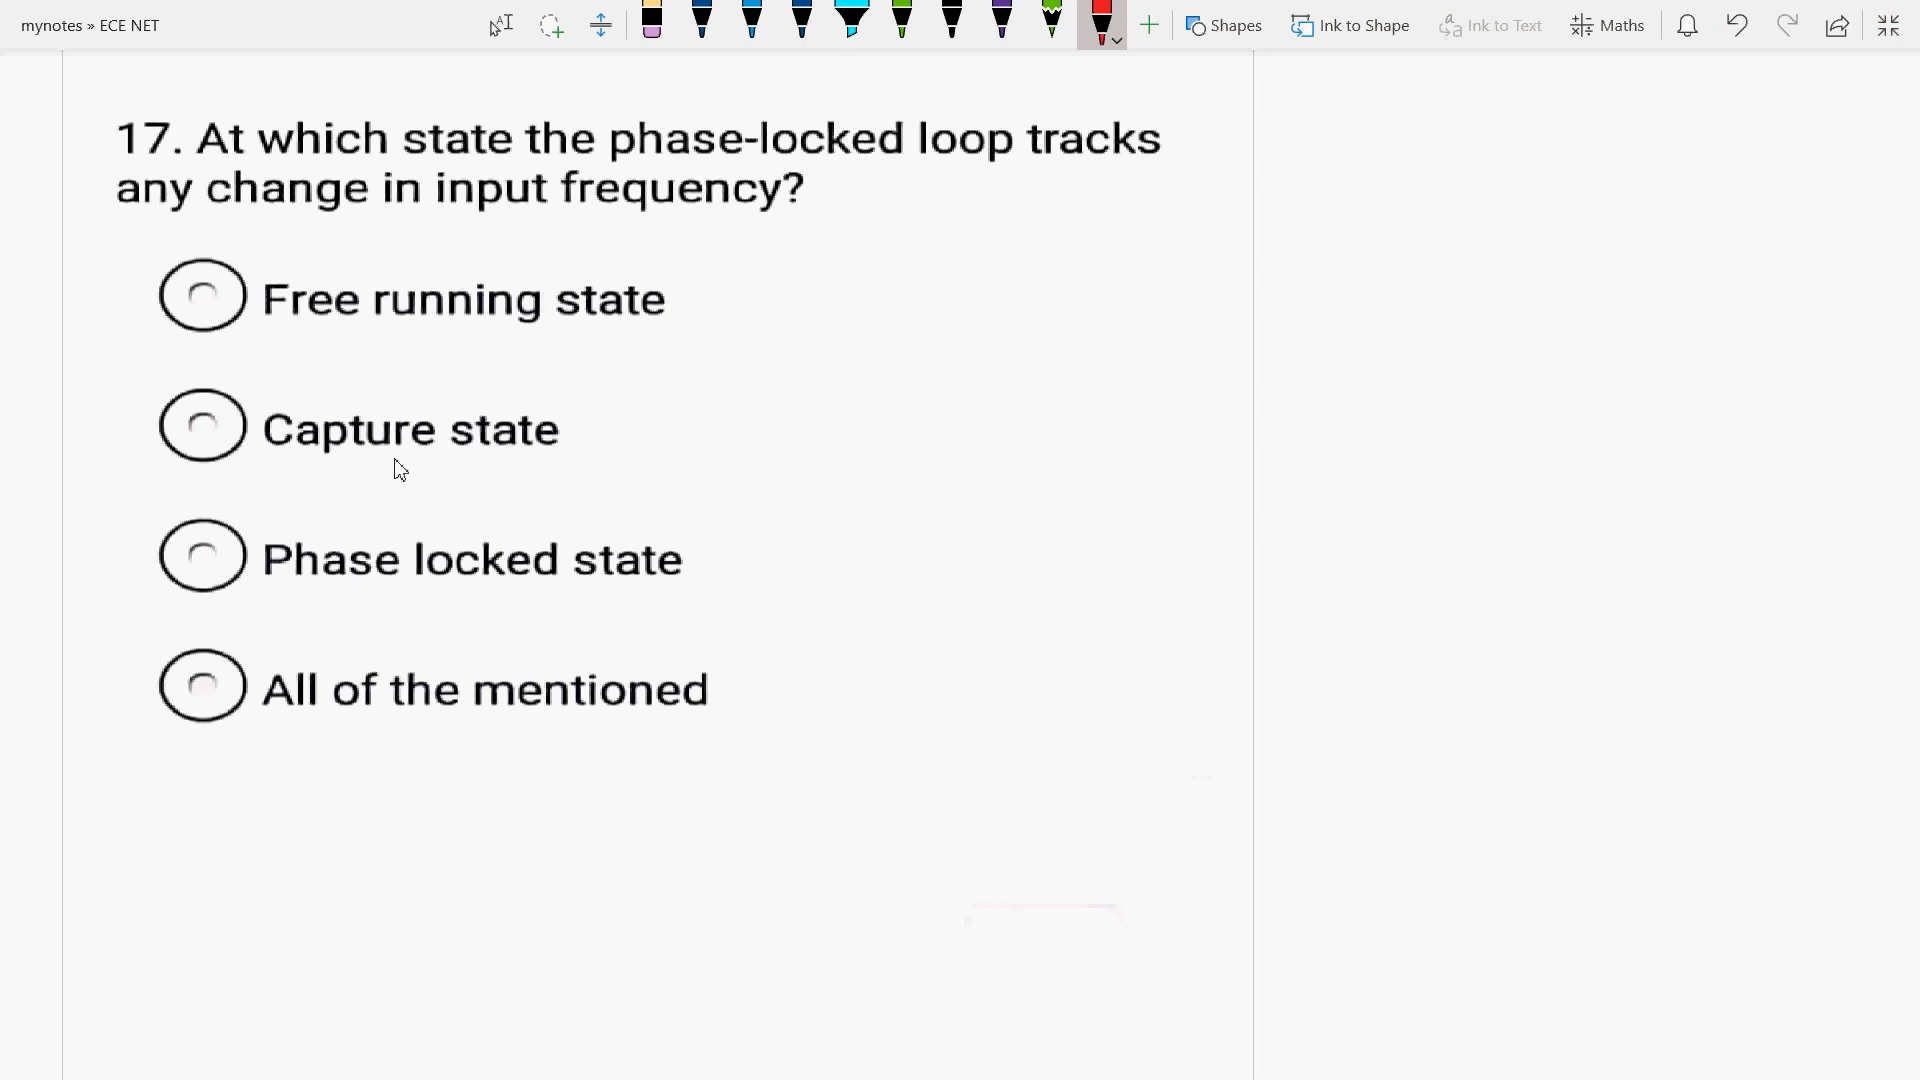 mynotes » ECE NET
Shapes
Ink to Shape
Ink to Text
Maths
17. At which state the phase-locked loop tracks
any change in input frequency?
Free running state
Capture state
Phase locked state
All of the mentioned